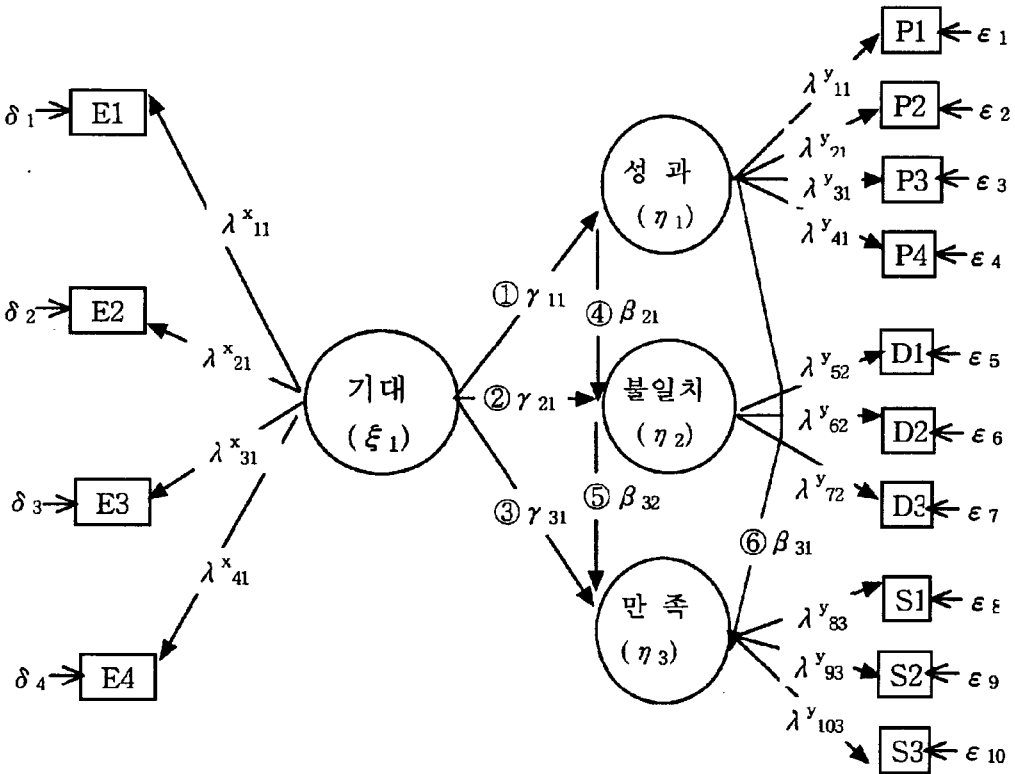 δ 1 E1
λ x 11
δ 2 E2
λ x 21
δ 3 E3
λ x 31
δ 4 E4
λ x 41
기대
( ξ 1 )
① γ 11
② γ 21
③ γ 31
성 과
( η 1 )
④ β 21
불일치
( η 2 )
⑤ β 32
만 족
( η 3 )
⑥ β 31
λ y 11 P1 ε 1
λ y 21 P2 ε 2
λ y 31 P3 ε 3
λ y 41 P4 ε 4
λ y 52 D1 ε 5
λ y 62 D2 ε 6
λ y 72 D3 ε 7
λ y 83 S1 ε 8
λ y 93 S2 ε 9
λ y 103 S3 ε 10